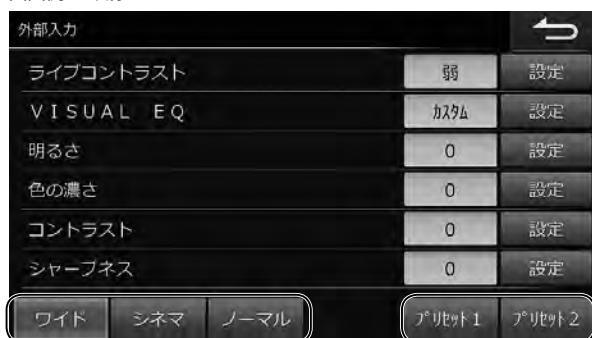 外部入力
ライブコントラスト 弱 設定
ＶＩＳＵＡＬ ＥＱ ｶｽﾀﾑ 設定
明るさ 0 設定
色の濃さ 0 設定
コントラスト 0 設定
シャープネス 0 設定
ワイド シネマ ノーマル ﾌﾟﾘｾｯﾄ1 ﾌﾟﾘｾｯﾄ2